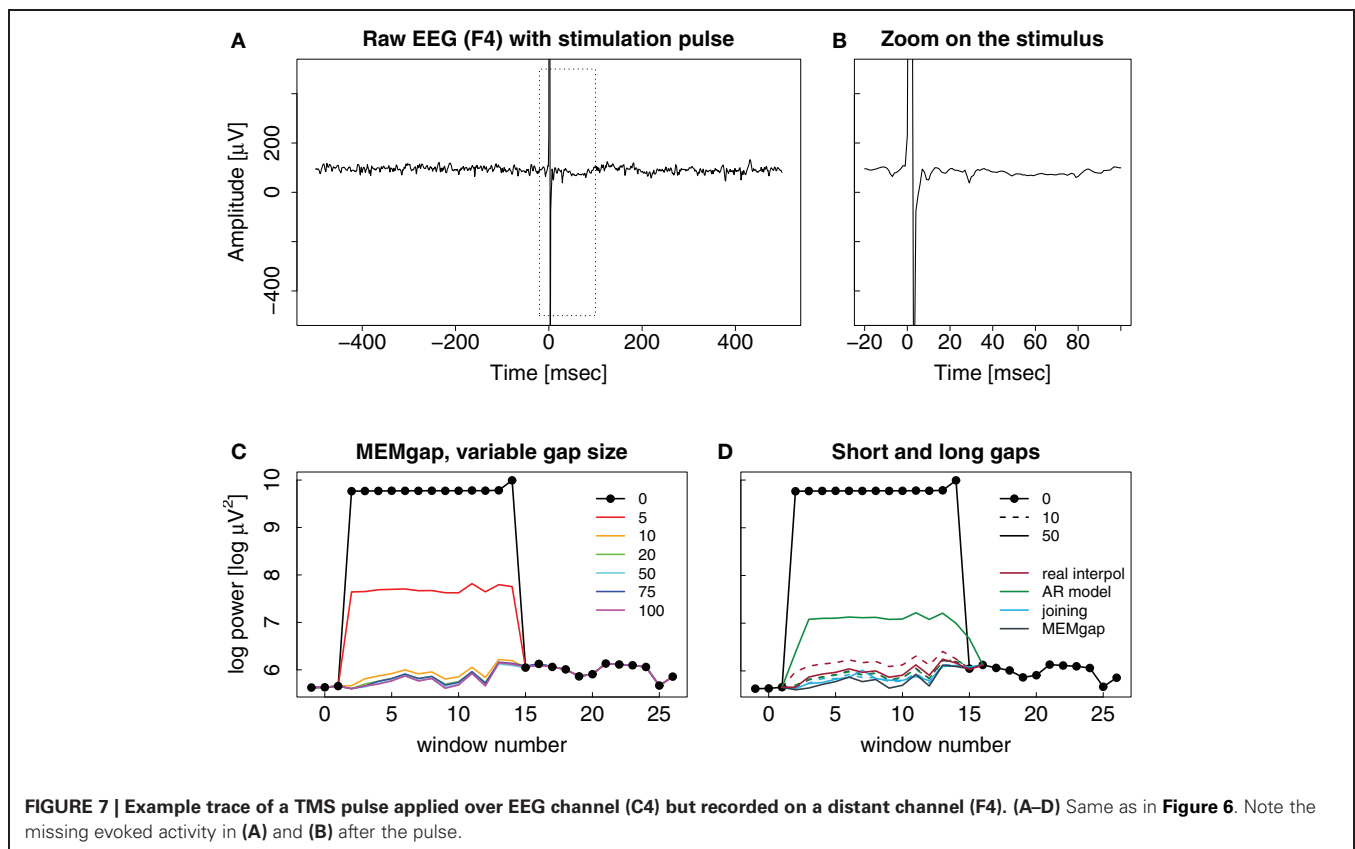 A Raw EEG (F4) with stimulation pulse
B Zoom on the stimulus
Amplitude [µV]
200
0
−400
−400 −200 0 200 400
Time [msec]
−20 0 20 40 60 80
Time [msec]
C MEMgap, variable gap size
log power [log µV²]
10
9
8
7
6
0
5
10
20
50
75
100
0 5 10 15 20 25
window number
D Short and long gaps
10
9
8
7
6
0
10
50
real interpol
AR model
joining
MEMgap
0 5 10 15 20 25
window number
FIGURE 7 | Example trace of a TMS pulse applied over EEG channel (C4) but recorded on a distant channel (F4). (A–D) Same as in Figure 6. Note the
missing evoked activity in (A) and (B) after the pulse.